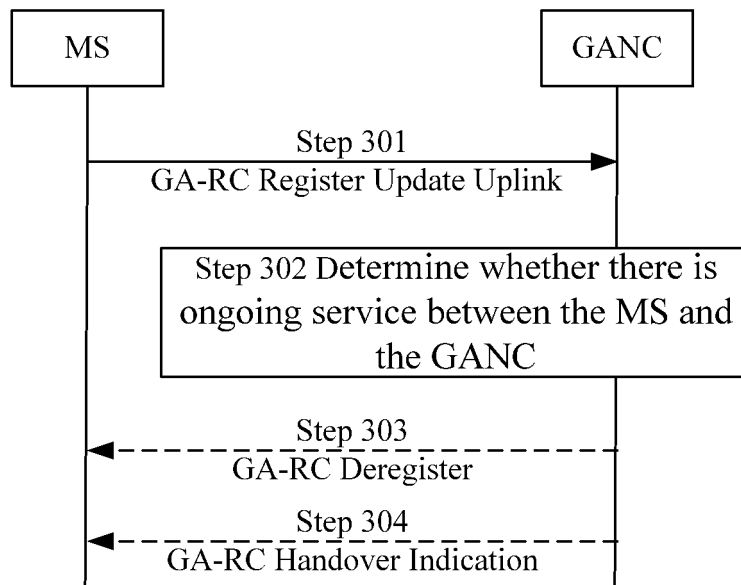 MS
GANC
Step 301
GA-RC Register Update Uplink
Step 302 Determine whether there is
ongoing service between the MS and
the GANC
Step 303
GA-RC Deregister
Step 304
GA-RC Handover Indication